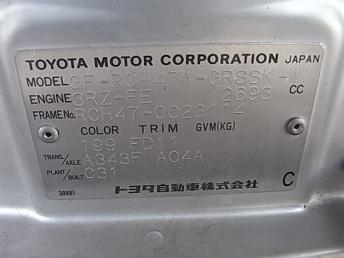 TOYOTA MOTOR CORPORATION JAPAN
MODEL GF-RCH47W-GRSSK-W
ENGINE 3RZ-FE 2693 CC
FRAME No. RCH47-0023114
COLOR TRIM GVM(KG)
199 FD11
TRANS./AXLE A343F A04A
PLANT/BUILT C31
30881 トヨタ自動車株式会社 C